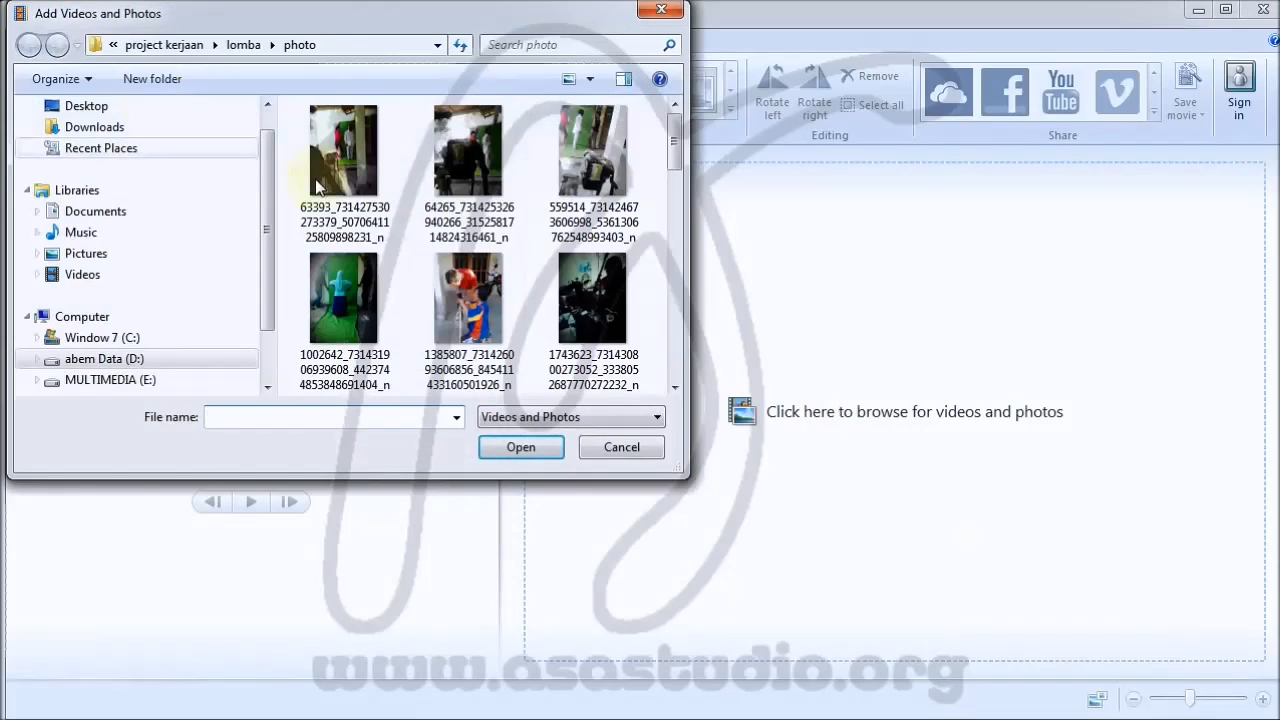 Add Videos and Photos
« project kerjaan lomba photo
Search photo
Organize
New folder
Desktop
Downloads
Recent Places
Libraries
Documents
Music
Pictures
Videos
Computer
Window 7 (C:)
abem Data (D:)
MULTIMEDIA (E:)
63393_731427530
273379_50706411
25809898231_n
64265_731425326
940266_31525817
14824316461_n
559514_73142467
3606998_5361306
762548993403_n
1002642_7314319
06939608_442374
4853848691404_n
1385807_7314260
93606856_845411
433160501926_n
1743623_7314308
00273052_333805
2687770272232_n
File name:
Videos and Photos
Open
Cancel
Rotate
left
Rotate
right
Remove
Select all
Editing
You
Tube
Share
Save
movie
Sign
in
Click here to browse for videos and photos
www.asastudio.org